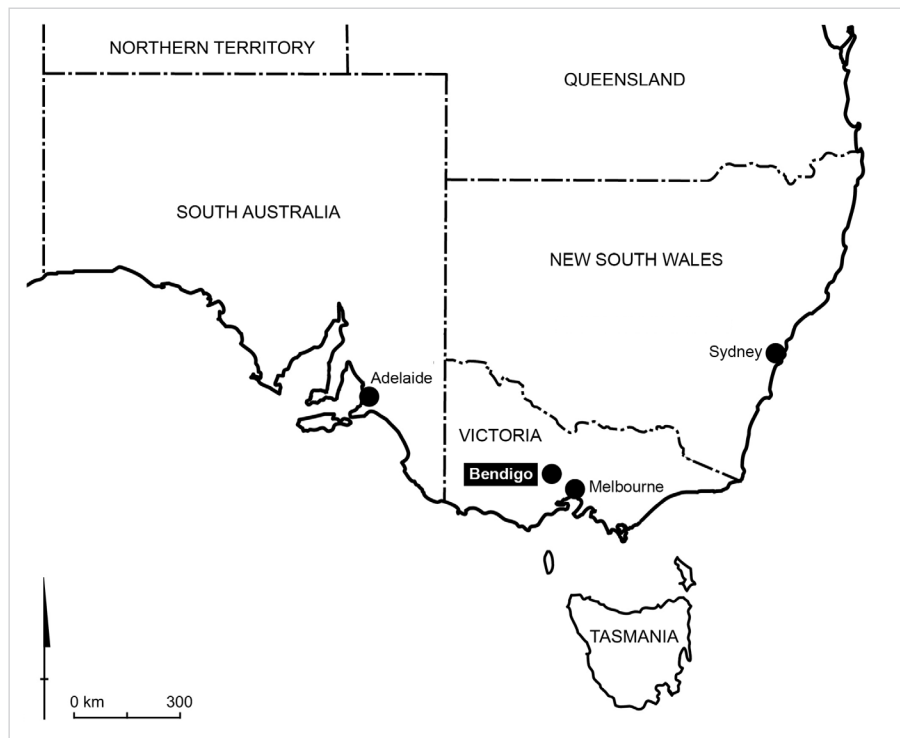 NORTHERN TERRITORY
QUEENSLAND
SOUTH AUSTRALIA
NEW SOUTH WALES
Sydney
Adelaide
VICTORIA
Bendigo
Melbourne
TASMANIA
0 km 300